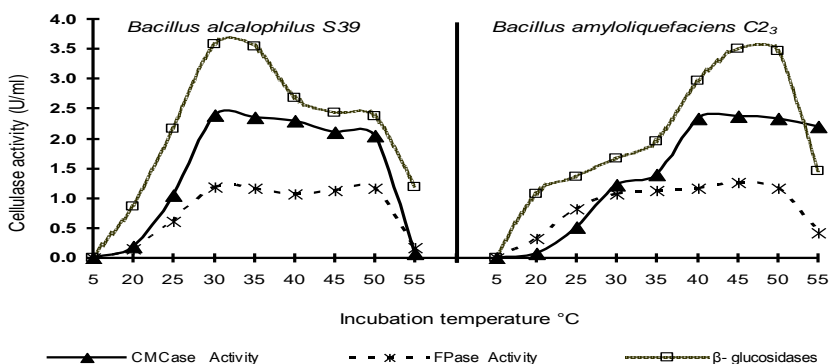 Bacillus alcalophilus S39 Bacillus amyloliquefaciens C2₃
Cellulase activity (U/ml)
4.0
3.5
3.0
2.5
2.0
1.5
1.0
0.5
0.0
5 20 25 30 35 40 45 50 55 5 20 25 30 35 40 45 50 55
Incubation temperature °C
CMCase Activity FPase Activity β- glucosidases